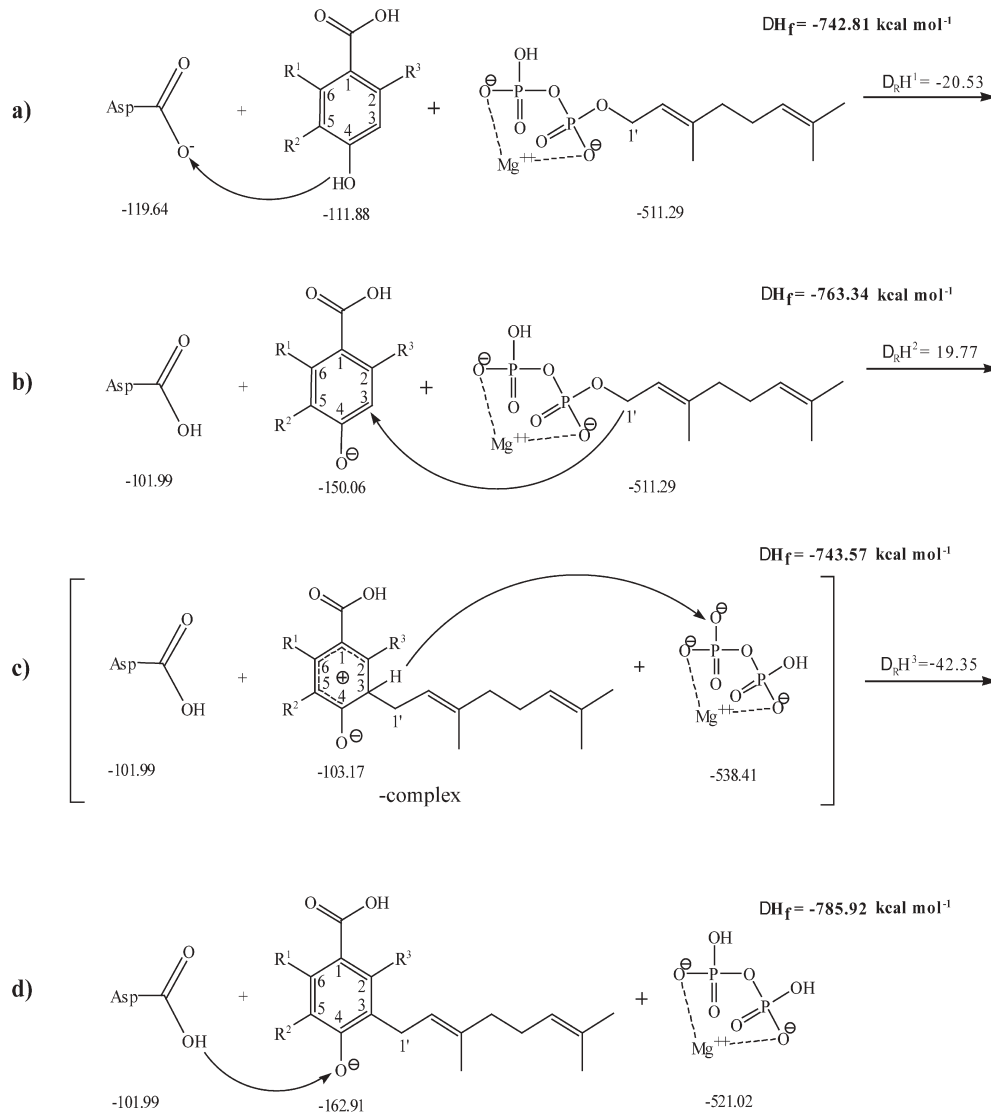 a)
DHf= -742.81 kcal mol-1
Asp
O
O-
+
O
OH
R1
R3
R2
1
2
3
4
5
6
HO
+
OH
⊖
O
P
O
O
P
O
O
O
⊖
O
1'
Mg++
DRH1= -20.53
-119.64
-111.88
-511.29
b)
DHf= -763.34 kcal mol-1
Asp
O
OH
+
O
OH
R1
R3
R2
1
2
3
4
5
6
O⊖
+
OH
⊖
O
P
O
O
P
O
O
O
⊖
1'
Mg++
DRH2= 19.77
-101.99
-150.06
-511.29
c)
DHf= -743.57 kcal mol-1
Asp
O
OH
+
O
OH
R1
R3
R2
H
1
2
3
4
5
6
⊕
O⊖
1'
+
O⊖
⊖
O
P
O
O
P
OH
O
O
⊖
Mg++
DRH3=-42.35
-101.99
-103.17
-538.41
-complex
d)
DHf= -785.92 kcal mol-1
Asp
O
OH
+
O
OH
R1
R3
R2
1
2
3
4
5
6
O⊖
1'
+
OH
⊖
O
P
O
O
P
OH
O
O
⊖
Mg++
-101.99
-162.91
-521.02